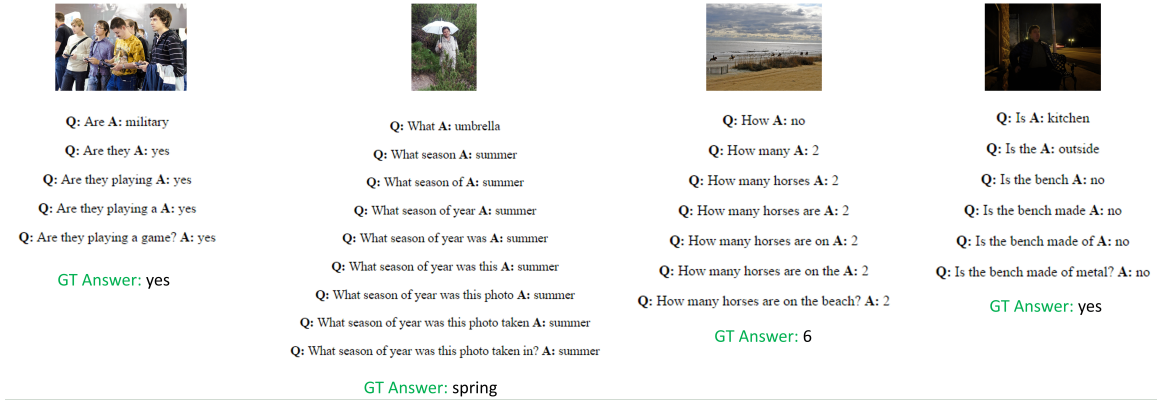 Q: Are A: military
Q: Are they A: yes
Q: Are they playing A: yes
Q: Are they playing a A: yes
Q: Are they playing a game? A: yes
GT Answer: yes
Q: What A: umbrella
Q: What season A: summer
Q: What season of A: summer
Q: What season of year A: summer
Q: What season of year was A: summer
Q: What season of year was this A: summer
Q: What season of year was this photo A: summer
Q: What season of year was this photo taken A: summer
Q: What season of year was this photo taken in? A: summer
GT Answer: spring
Q: How A: no
Q: How many A: 2
Q: How many horses A: 2
Q: How many horses are A: 2
Q: How many horses are on A: 2
Q: How many horses are on the A: 2
Q: How many horses are on the beach? A: 2
GT Answer: 6
Q: Is A: kitchen
Q: Is the A: outside
Q: Is the bench A: no
Q: Is the bench made A: no
Q: Is the bench made of A: no
Q: Is the bench made of metal? A: no
GT Answer: yes